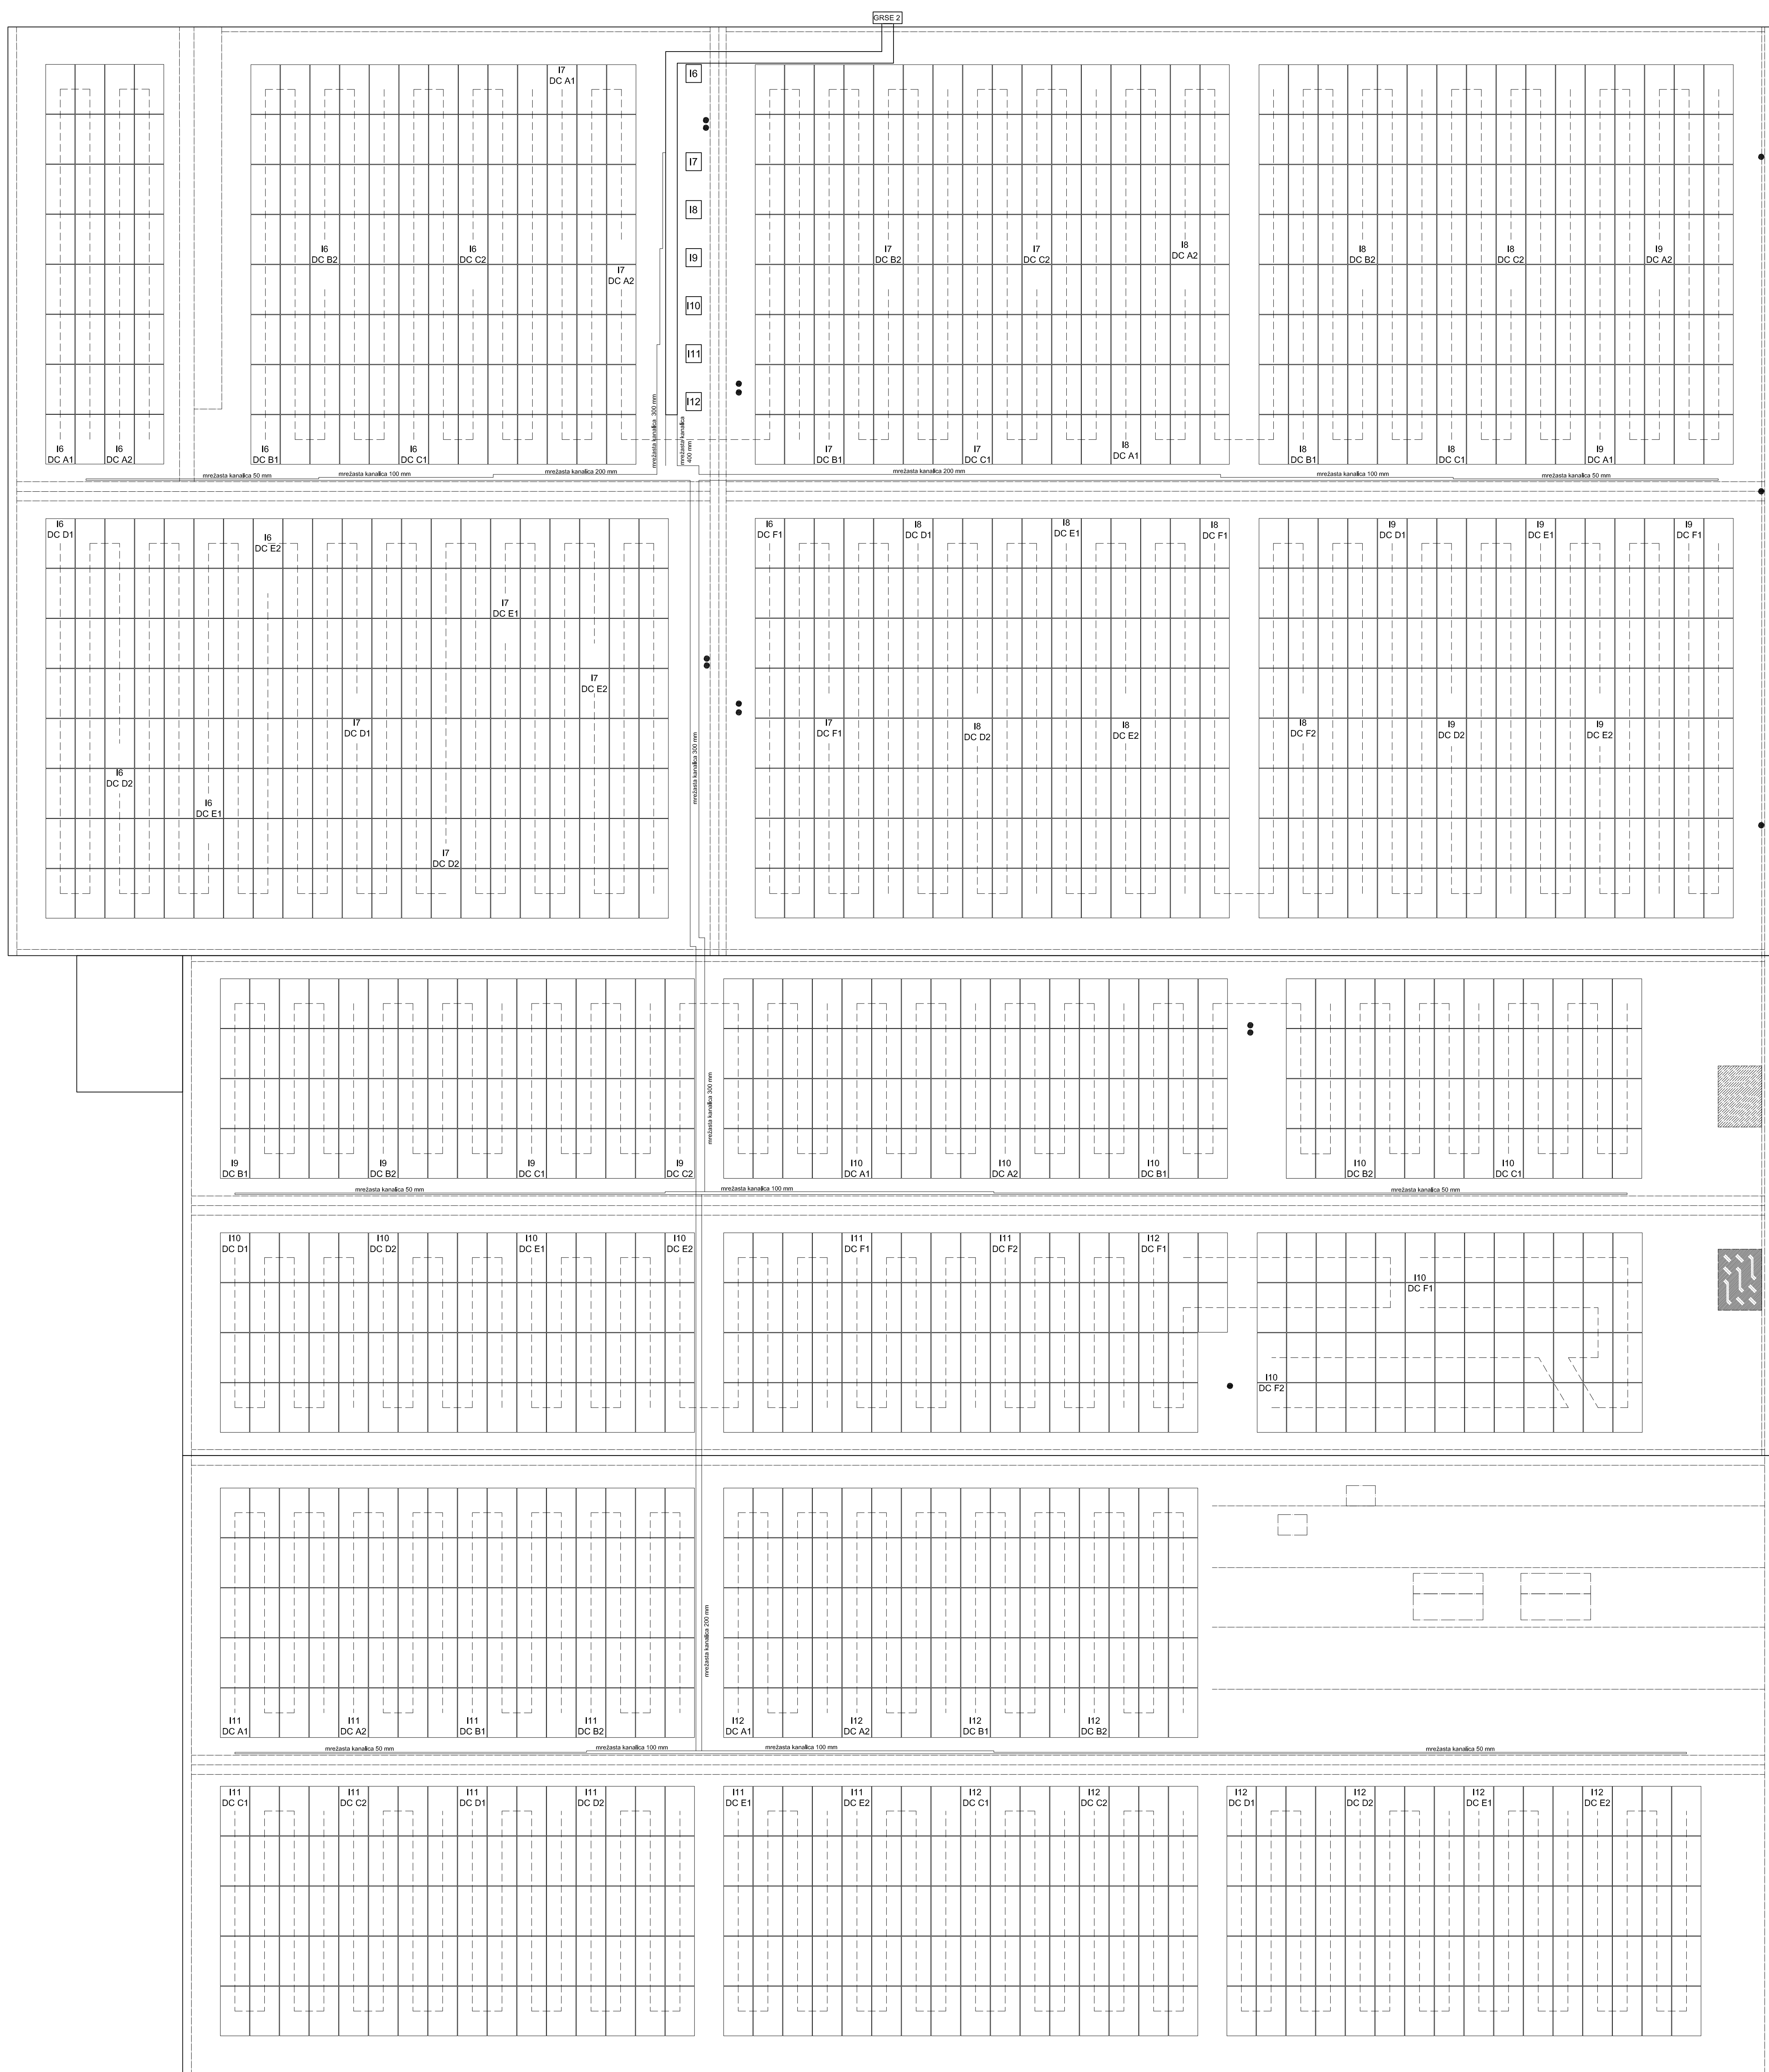 GRSE 2
I7
DC A1
I6
I7
I8
I9
I10
I11
I12
I6
DC B2
I6
DC C2
I7
DC A2
I7
DC B2
I7
DC C2
I8
DC A2
I8
DC B2
I8
DC C2
I9
DC A2
mrežasta kanalica 300 mm
mrežasta kanalica
400 mm
I6
DC A1
I6
DC A2
I6
DC B1
I6
DC C1
I7
DC B1
I7
DC C1
I8
DC A1
I8
DC B1
I8
DC C1
I9
DC A1
mrežasta kanalica 50 mm
mrežasta kanalica 100 mm
mrežasta kanalica 200 mm
mrežasta kanalica 200 mm
mrežasta kanalica 100 mm
mrežasta kanalica 50 mm
I6
DC D1
I6
DC E2
I6
DC F1
I8
DC D1
I8
DC E1
I8
DC F1
I9
DC D1
I9
DC E1
I9
DC F1
I7
DC E1
I7
DC E2
I7
DC D1
I7
DC F1
I8
DC D2
I8
DC E2
I8
DC F2
I9
DC D2
I9
DC E2
mrežasta kanalica 300 mm
I6
DC D2
I6
DC E1
I7
DC D2
mrežasta kanalica 300 mm
I9
DC B1
I9
DC B2
I9
DC C1
I9
DC C2
I10
DC A1
I10
DC A2
I10
DC B1
I10
DC B2
I10
DC C1
mrežasta kanalica 50 mm
mrežasta kanalica 100 mm
mrežasta kanalica 50 mm
I10
DC D1
I10
DC D2
I10
DC E1
I10
DC E2
I11
DC F1
I11
DC F2
I12
DC F1
I10
DC F1
I10
DC F2
mrežasta kanalica 200 mm
I11
DC A1
I11
DC A2
I11
DC B1
I11
DC B2
I12
DC A1
I12
DC A2
I12
DC B1
I12
DC B2
mrežasta kanalica 50 mm
mrežasta kanalica 100 mm
mrežasta kanalica 100 mm
mrežasta kanalica 50 mm
I11
DC C1
I11
DC C2
I11
DC D1
I11
DC D2
I11
DC E1
I11
DC E2
I12
DC C1
I12
DC C2
I12
DC D1
I12
DC D2
I12
DC E1
I12
DC E2